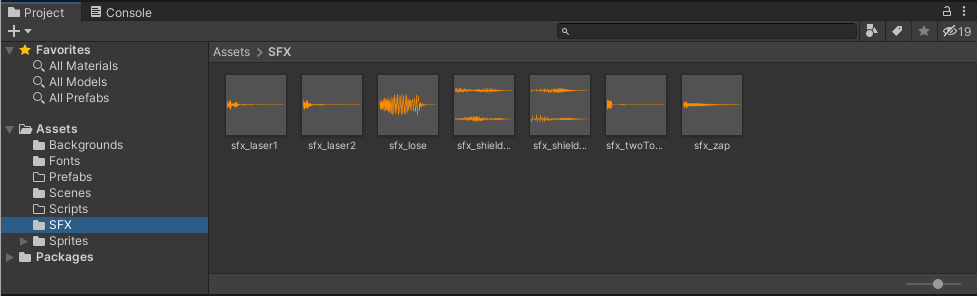 Project
Console
19
Favorites
All Materials
All Models
All Prefabs
Assets
Backgrounds
Fonts
Prefabs
Scenes
Scripts
SFX
Sprites
Packages
Assets > SFX
sfx_laser1
sfx_laser2
sfx_lose
sfx_shield...
sfx_shield...
sfx_twoTo...
sfx_zap